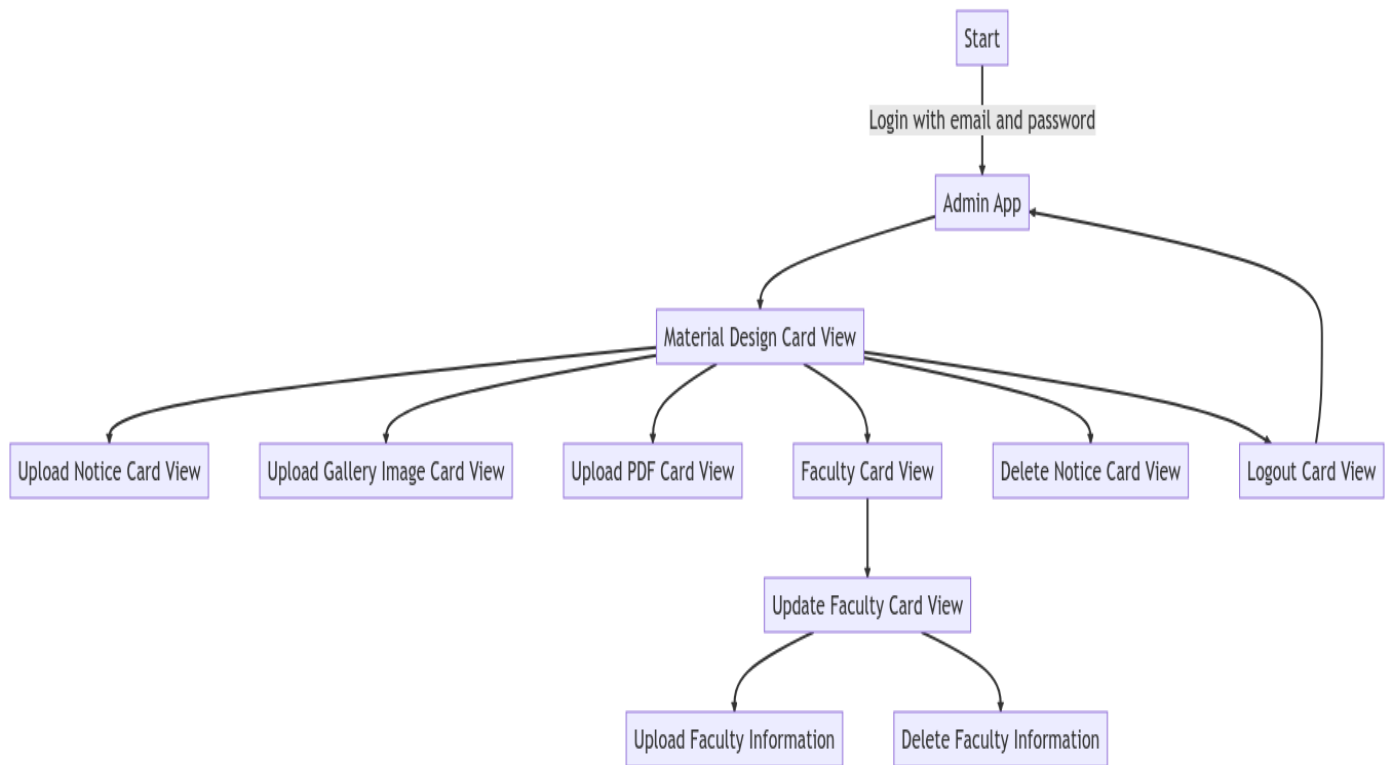 Start
Login with email and password
Admin App
Material Design Card View
Upload Notice Card View
Upload Gallery Image Card View
Upload PDF Card View
Faculty Card View
Delete Notice Card View
Logout Card View
Update Faculty Card View
Upload Faculty Information
Delete Faculty Information